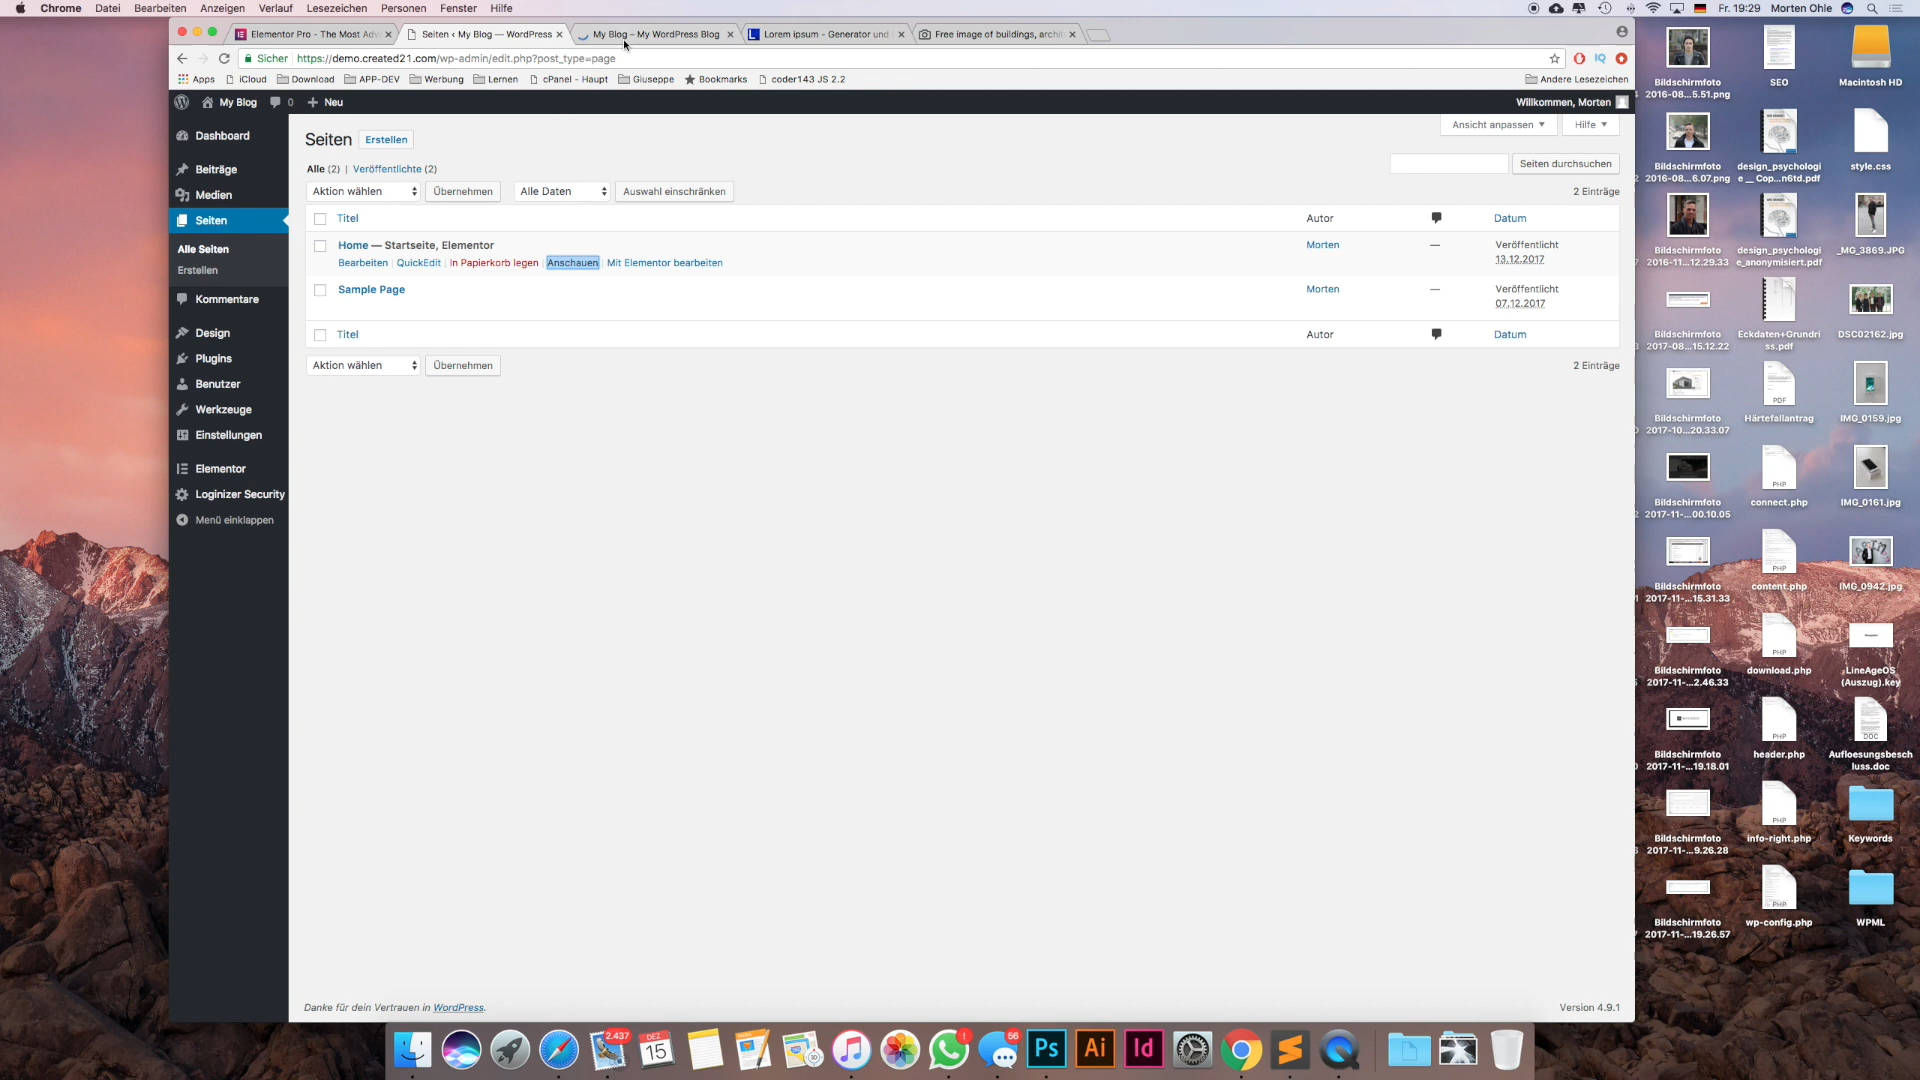 Chrome Datei Bearbeiten Anzeigen Verlauf Lesezeichen Personen Fenster Hilfe
Fr. 19:29 Morten Ohle
Elementor Pro - The Most Adv
Seiten ‹ My Blog — WordPress
My Blog – My WordPress Blog
Lorem ipsum - Generator und
Free image of buildings, archit
Sicher https://demo.created21.com/wp-admin/edit.php?post_type=page
Apps iCloud Download APP-DEV Werbung Lernen cPanel - Haupt Giuseppe Bookmarks coder143 JS 2.2 Andere Lesezeichen
My Blog 0 Neu Willkommen, Morten
Dashboard
Beiträge
Medien
Seiten
Alle Seiten
Erstellen
Kommentare
Design
Plugins
Benutzer
Werkzeuge
Einstellungen
Elementor
Loginizer Security
Menü einklappen
Ansicht anpassen Hilfe
Seiten Erstellen
Alle (2) | Veröffentlichte (2)
Seiten durchsuchen
Aktion wählen Übernehmen Alle Daten Auswahl einschränken 2 Einträge
Titel Autor Datum
Home — Startseite, Elementor Morten — Veröffentlicht
13.12.2017
Bearbeiten | QuickEdit | In Papierkorb legen | Anschauen | Mit Elementor bearbeiten
Sample Page Morten — Veröffentlicht
07.12.2017
Titel Autor Datum
Aktion wählen Übernehmen 2 Einträge
Danke für dein Vertrauen in WordPress. Version 4.9.1
Bildschirmfoto SEO Macintosh HD
2016-08...5.51.png
Bildschirmfoto design_psychologi style.css
2016-08...6.07.png e__Cop...n6td.pdf
Bildschirmfoto design_psychologi _MG_3869.JPG
2016-11...12.29.33 e_anonymisiert.pdf
Bildschirmfoto Eckdaten+Grundri DSC02162.jpg
2017-08...15.12.22 ss.pdf
PDF
Bildschirmfoto Härtefallantrag IMG_0159.jpg
2017-10...20.33.07
PHP
Bildschirmfoto connect.php IMG_0161.jpg
2017-11-...00.10.05
PHP
Bildschirmfoto content.php IMG_0942.jpg
2017-11-...15.31.33
PHP
Bildschirmfoto download.php LineAgeOS
2017-11-...2.46.33 (Auszug).key
PHP DOC
Bildschirmfoto header.php Aufloesungsbesch
2017-11-...19.18.01 luss.doc
PHP
Bildschirmfoto info-right.php Keywords
2017-11-...9.26.28
PHP
Bildschirmfoto wp-config.php WPML
2017-11-...19.26.57
2.437 DEZ 15 ! 56 Ps Ai Id